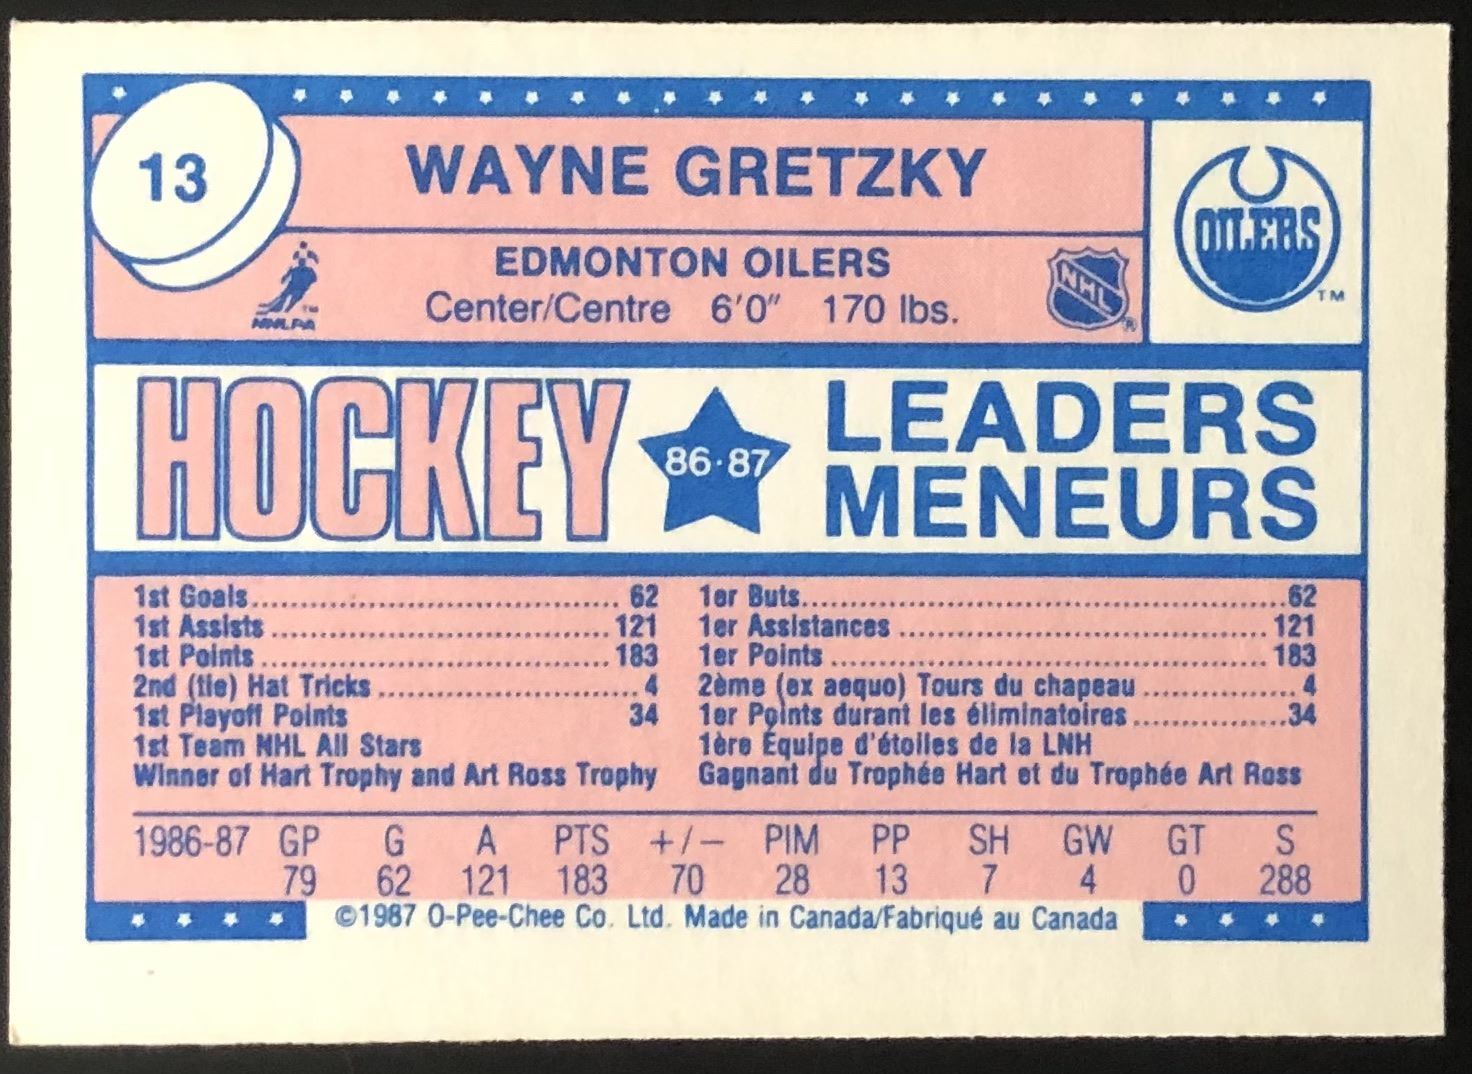 13
WAYNE GRETZKY
EDMONTON OILERS
Center/Centre 6'0" 170 lbs.
NHLPA TM
NHL ®
OILERS TM
HOCKEY 86·87 LEADERS
MENEURS
1st Goals 62
1st Assists 121
1st Points 183
2nd (tie) Hat Tricks 4
1st Playoff Points 34
1st Team NHL All Stars
Winner of Hart Trophy and Art Ross Trophy
1er Buts 62
1er Assistances 121
1er Points 183
2ème (ex aequo) Tours du chapeau 4
1er Points durant les éliminatoires 34
1ère Équipe d'étoiles de la LNH
Gagnant du Trophée Hart et du Trophée Art Ross
1986-87 GP G A PTS +/− PIM PP SH GW GT S
79 62 121 183 70 28 13 7 4 0 288
©1987 O-Pee-Chee Co. Ltd. Made in Canada/Fabriqué au Canada